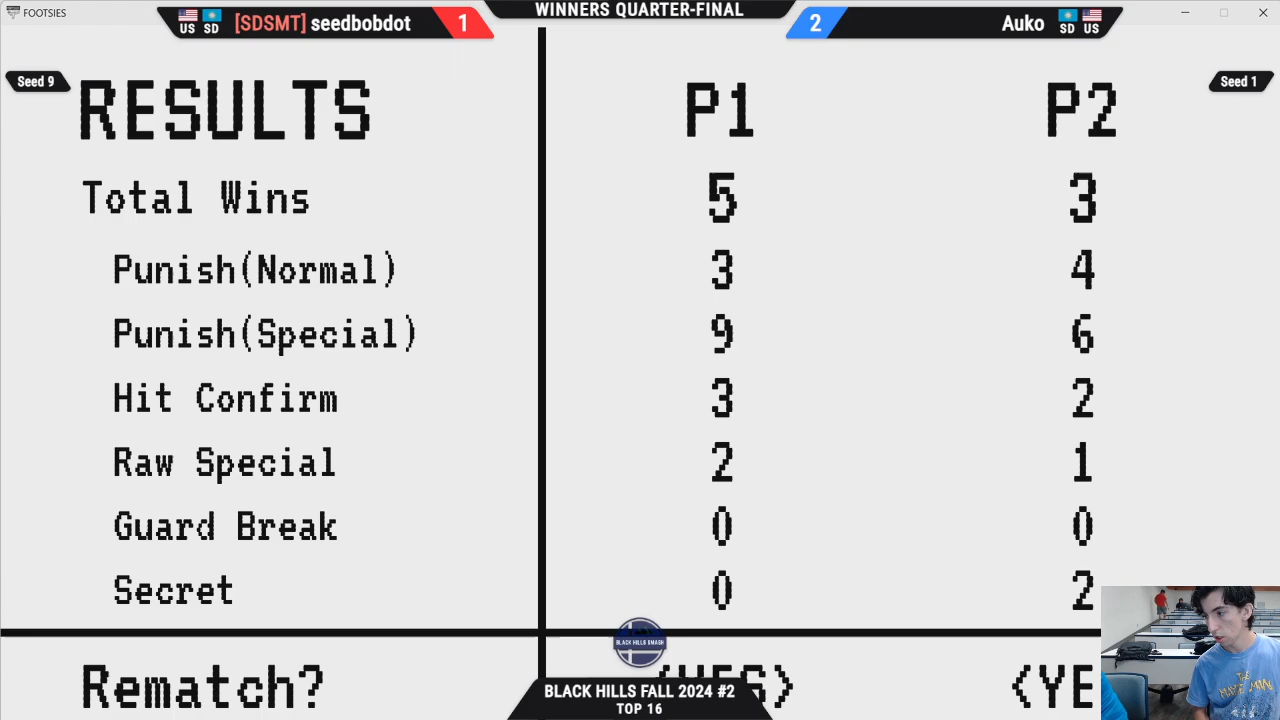 FOOTSIES
WINNERS QUARTER-FINAL
US SD [SDSMT] seedbobdot 1
2 Auko SD US
Seed 9
Seed 1
RESULTS P1 P2
Total Wins 5 3
Punish(Normal) 3 4
Punish(Special) 9 6
Hit Confirm 3 2
Raw Special 2 1
Guard Break 0 0
Secret 0 2
BLACK HILLS SMASH
Rematch? <YES> <YE
BLACK HILLS FALL 2024 #2
TOP 16